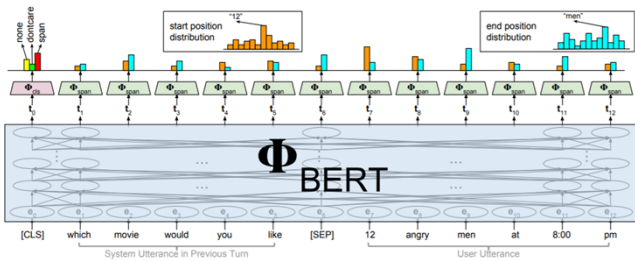 none
dontcare
span
start position
distribution
"12"
end position
distribution
"men"
Φcls Φspan Φspan Φspan Φspan Φspan Φspan Φspan Φspan Φspan Φspan Φspan Φspan
t0 t1 t2 t3 t4 t5 t6 t7 t8 t9 t10 t11 t12
ΦBERT
e0 e1 e2 e3 e4 e5 e6 e7 e8 e9 e10 e11 e12
[CLS] which movie would you like [SEP] 12 angry men at 8:00 pm
System Utterance in Previous Turn User Utterance